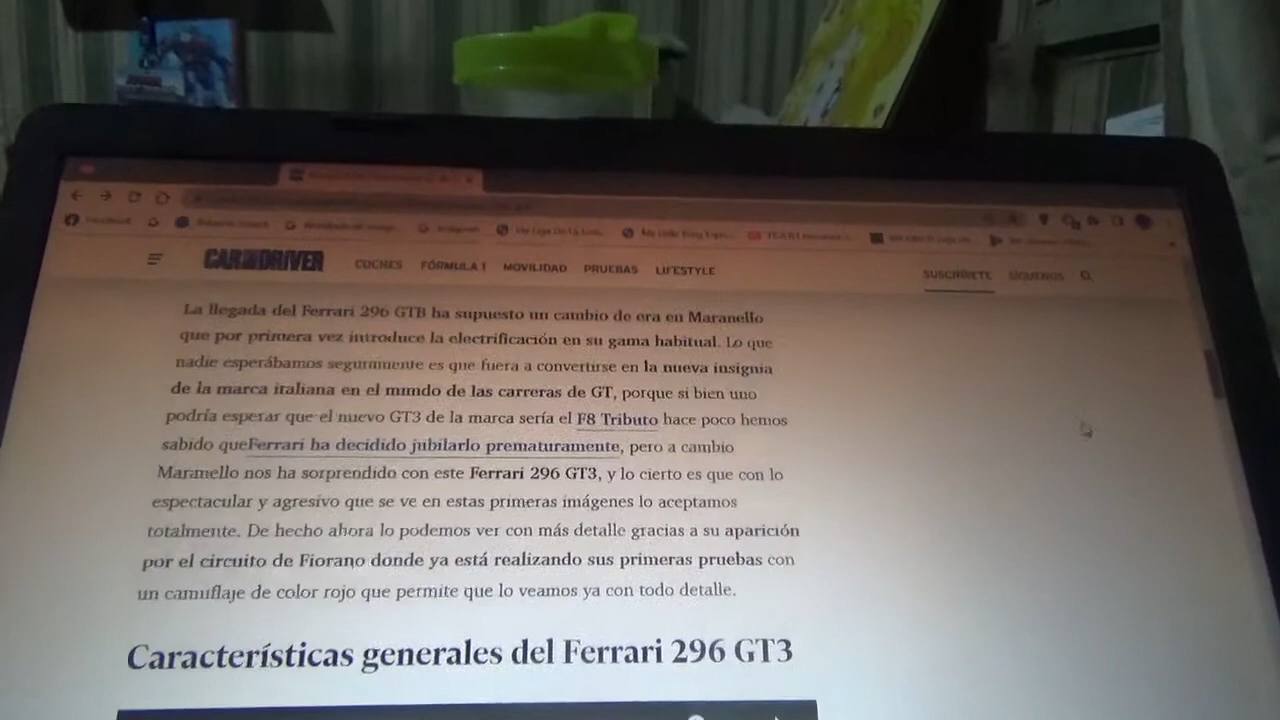 Facebook
CAR AND DRIVER
COCHES FÓRMULA 1 MOVILIDAD PRUEBAS LIFESTYLE
SUSCRÍBETE SÍGUENOS
La llegada del Ferrari 296 GTB ha supuesto un cambio de era en Maranello
que por primera vez introduce la electrificación en su gama habitual. Lo que
nadie esperábamos segurmente es que fuera a convertirse en la nueva insignia
de la marca italiana en el mundo de las carreras de GT, porque si bien uno
podría esperar que el nuevo GT3 de la marca sería el F8 Tributo hace poco hemos
sabido queFerrari ha decidido jubilarlo prematuramente, pero a cambio
Maranello nos ha sorprendido con este Ferrari 296 GT3, y lo cierto es que con lo
espectacular y agresivo que se ve en estas primeras imágenes lo aceptamos
totalmente. De hecho ahora lo podemos ver con más detalle gracias a su aparición
por el circuito de Fiorano donde ya está realizando sus primeras pruebas con
un camuflaje de color rojo que permite que lo veamos ya con todo detalle.
Características generales del Ferrari 296 GT3